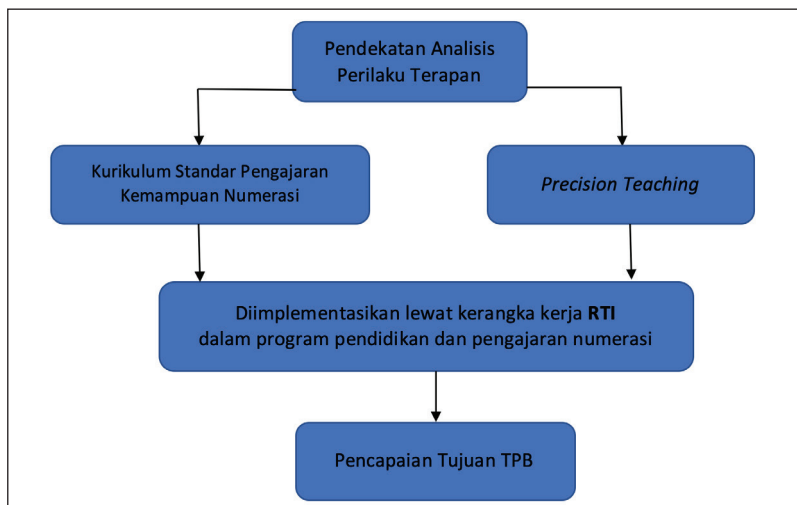 Pendekatan Analisis
Perilaku Terapan
Kurikulum Standar Pengajaran
Kemampuan Numerasi
Precision Teaching
Diimplementasikan lewat kerangka kerja RTI
dalam program pendidikan dan pengajaran numerasi
Pencapaian Tujuan TPB